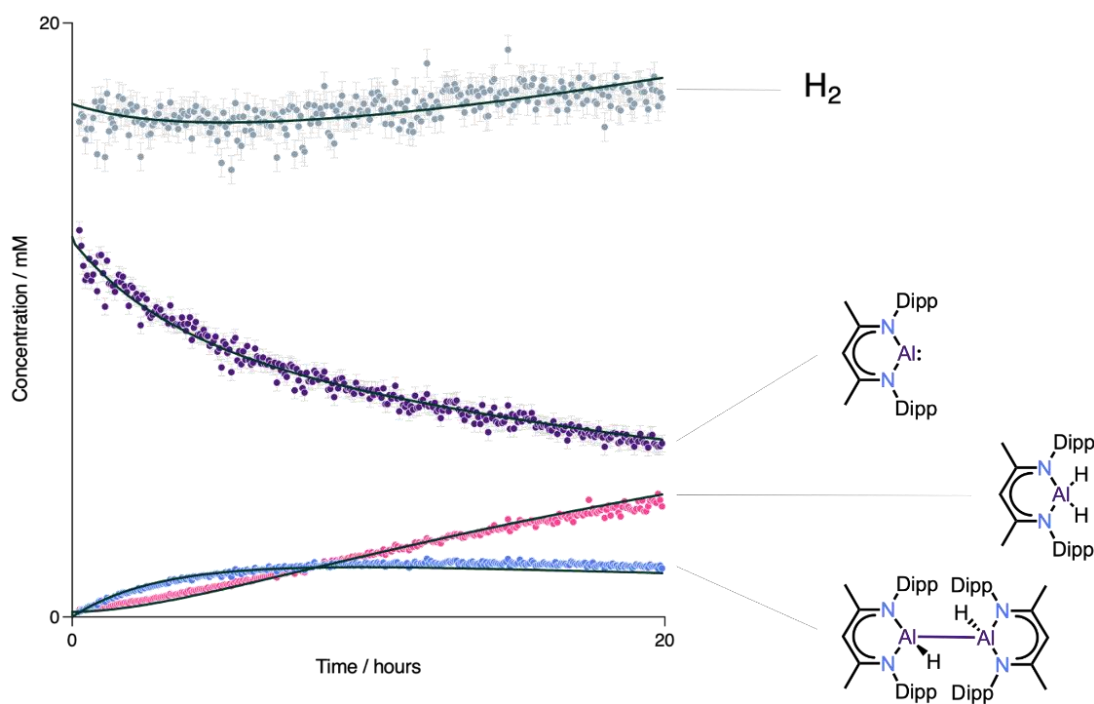 20
Concentration / mM
0
0
20
Time / hours
H₂
Dipp
N
Al:
N
Dipp
Dipp
N H
Al
N H
Dipp
Dipp Dipp
N H N
Al Al
N H N
Dipp Dipp